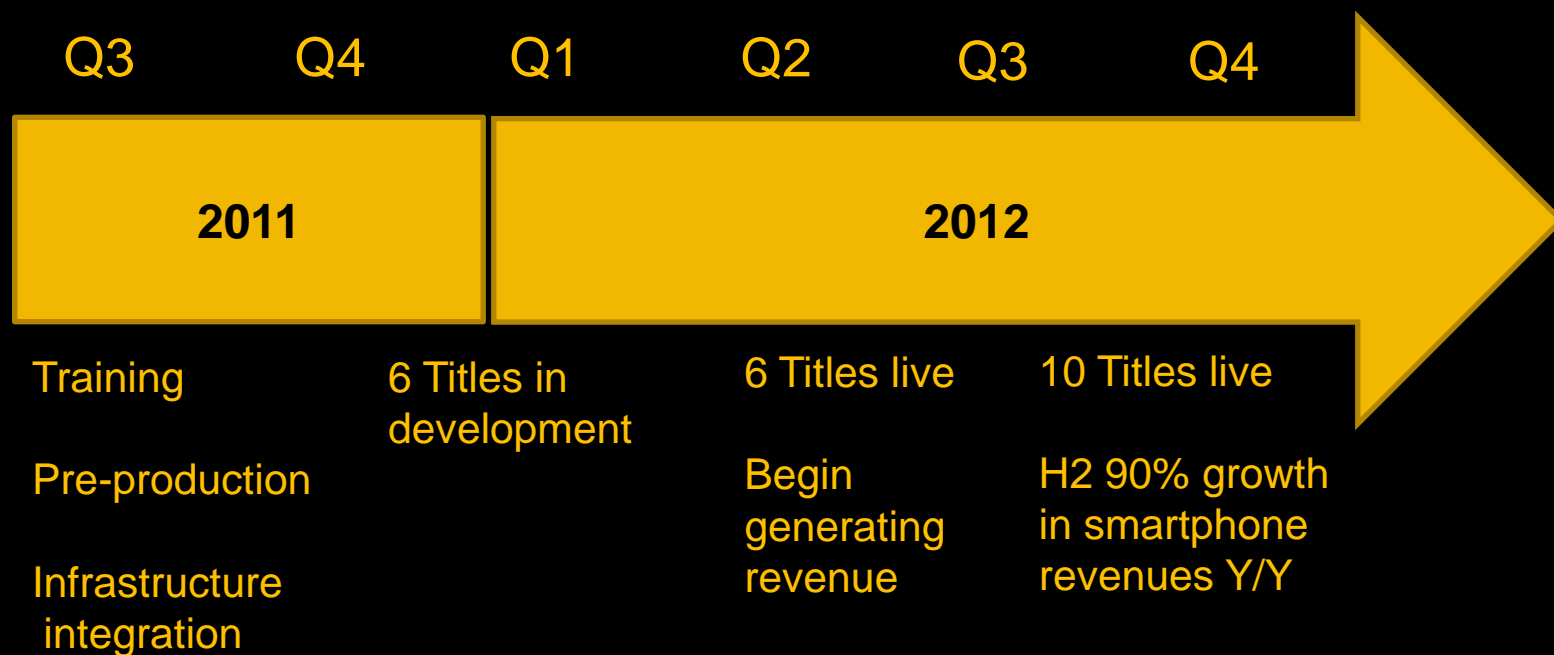 Q3 Q4 Q1 Q2 Q3 Q4
2011 2012
Training
Pre-production
Infrastructure
integration
6 Titles in
development
6 Titles live
Begin
generating
revenue
10 Titles live
H2 90% growth
in smartphone
revenues Y/Y